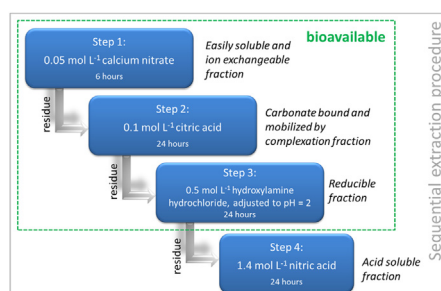 bioavailable
Step 1:
0.05 mol L⁻¹ calcium nitrate
6 hours
Easily soluble and
ion exchangeable
fraction
residue
Step 2:
0.1 mol L⁻¹ citric acid
24 hours
Carbonate bound and
mobilized by
complexation fraction
residue
Step 3:
0.5 mol L⁻¹ hydroxylamine
hydrochloride, adjusted to pH = 2
24 hours
Reducible
fraction
residue
Step 4:
1.4 mol L⁻¹ nitric acid
24 hours
Acid soluble
fraction
Sequential extraction procedure